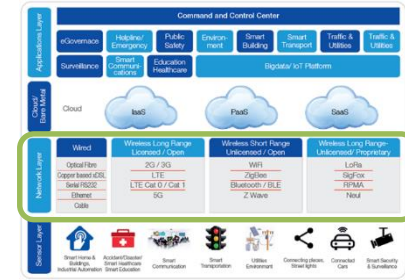 Command and Control Center
Applications Layer
eGovernace
Helpline/
Emergency
Public
Safety
Environ-
ment
Smart
Building
Smart
Transport
Traffic &
Utilities
Traffic &
Utilities
Surveillance
Smart
Communi-
cations
Education
Healthcare
Bigdata/ IoT Platform
Cloud/
Bare Metal
Cloud
IaaS
PaaS
SaaS
Network Layer
Wired
Optical Fibre
Copper based xDSL
Serial RS232
Ethernet
Cable
Wireless Long Range
Licensed / Open
2G / 3G
LTE
LTE Cat 0 / Cat 1
5G
Wireless Short Range
Unlicensed / Open
WiFi
ZigBee
Bluetooth / BLE
Z Wave
Wireless Long Range-
Unlicensed/ Proprietary
LoRa
SigFox
RPMA
Neul
Sensor Layer
Smart Home &
Buildings,
Industrial Automation
Accident/Disaster/
Smart Healthcare
Smart Education
Smart
Communication
Smart
Transportation
Utilities
Environment
Connecting places,
Street lights
Connected
Cars
Smart Security
& Surveillance